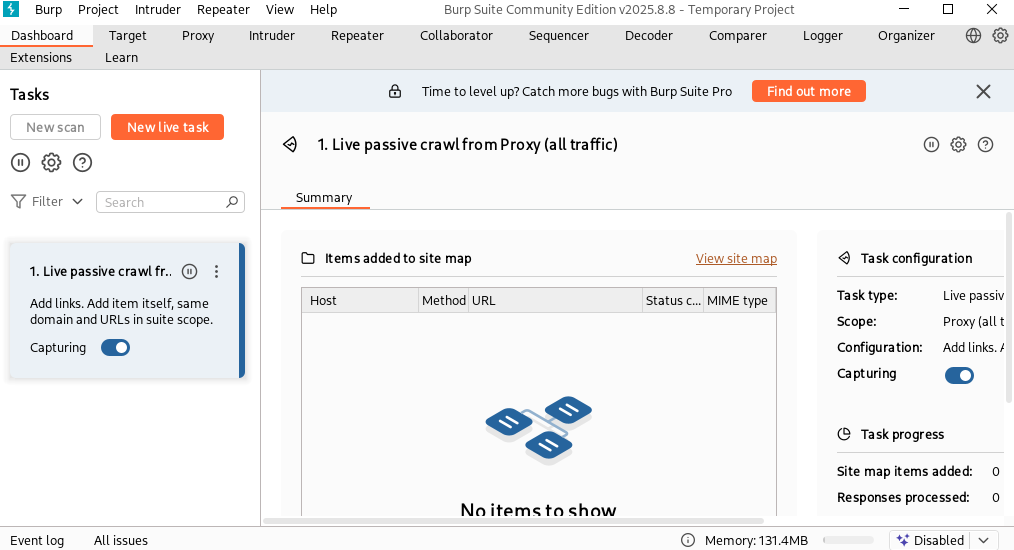 Burp Project Intruder Repeater View Help Burp Suite Community Edition v2025.8.8 - Temporary Project
Dashboard Target Proxy Intruder Repeater Collaborator Sequencer Decoder Comparer Logger Organizer
Extensions Learn
Tasks
New scan New live task
Filter Search
1. Live passive crawl fr..
Add links. Add item itself, same
domain and URLs in suite scope.
Capturing
Time to level up? Catch more bugs with Burp Suite Pro Find out more
1. Live passive crawl from Proxy (all traffic)
Summary
Items added to site map View site map
Host Method URL Status c... MIME type
No items to show
Task configuration
Task type: Live passiv
Scope: Proxy (all t
Configuration: Add links. A
Capturing
Task progress
Site map items added: 0
Responses processed: 0
Event log All issues Memory: 131.4MB Disabled